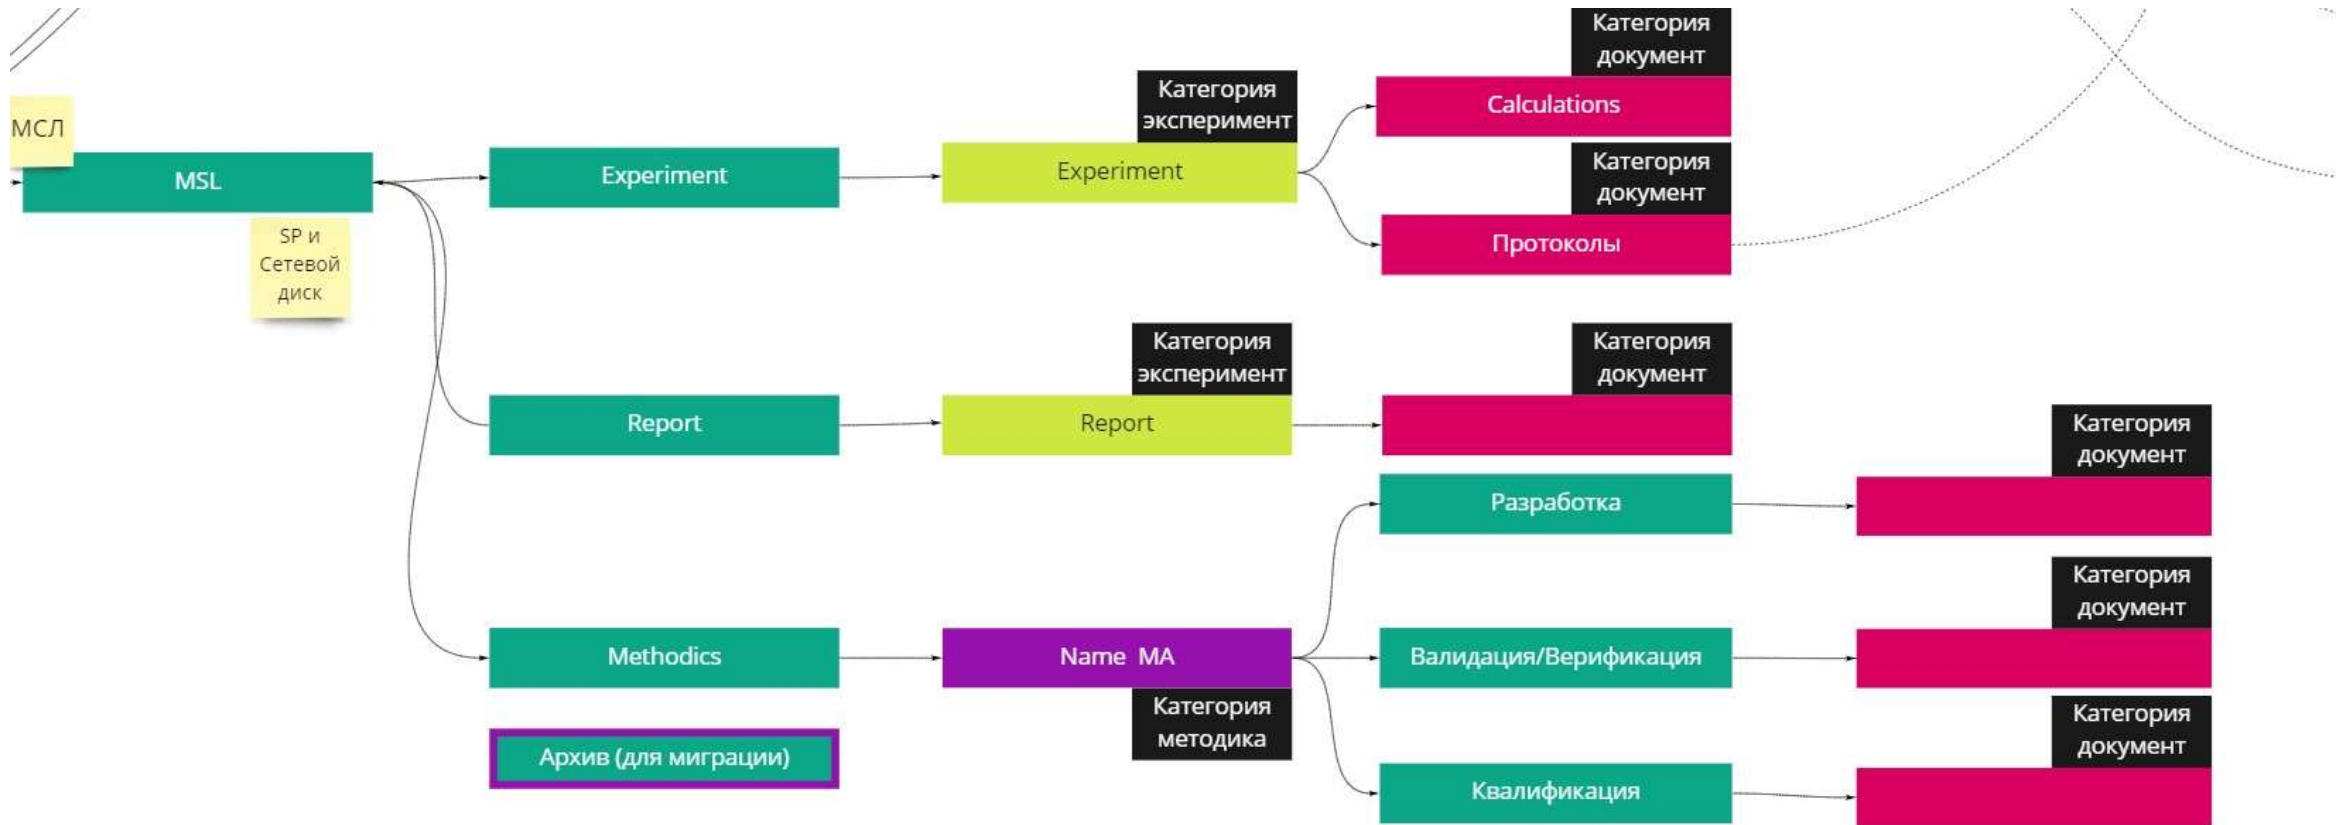 Категория
документ
Calculations
Категория
эксперимент
Experiment
МСЛ
MSL
Experiment
Категория
документ
Протоколы
SP и
Сетевой
диск
Категория
эксперимент
Report
Report
Категория
документ
Категория
документ
Разработка
Methodics
Name MA
Категория
методика
Валидация/Верификация
Категория
документ
Архив (для миграции)
Квалификация
Категория
документ